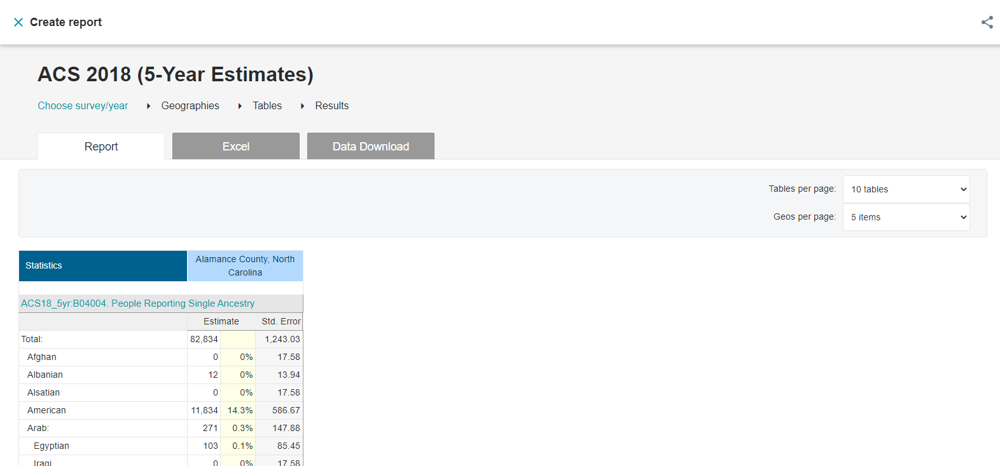 Create report
ACS 2018 (5-Year Estimates)
Choose survey/year Geographies Tables Results
Report Excel Data Download
Tables per page: 10 tables
Geos per page: 5 items
Statistics
Alamance County, North
Carolina
ACS18_5yr:B04004. People Reporting Single Ancestry
Estimate Std. Error
Total: 82,834 1,243.03
Afghan 0 0% 17.58
Albanian 12 0% 13.94
Alsatian 0 0% 17.58
American 11,834 14.3% 586.67
Arab: 271 0.3% 147.88
Egyptian 103 0.1% 85.45
Iraqi 0 0% 17.58